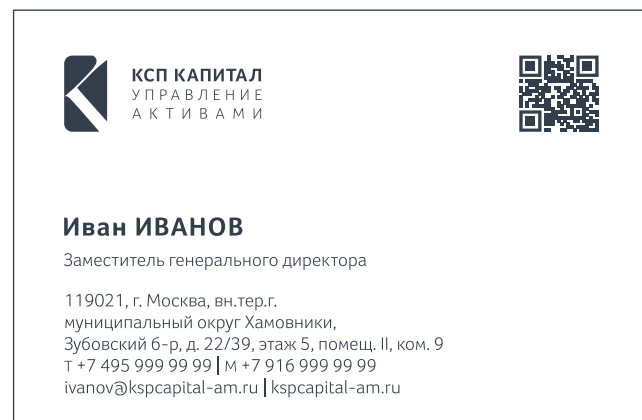 КСП КАПИТАЛ
УПРАВЛЕНИЕ
АКТИВАМИ
Иван ИВАНОВ
Заместитель генерального директора
119021, г. Москва, вн.тер.г.
муниципальный округ Хамовники,
Зубовский б-р, д. 22/39, этаж 5, помещ. II, ком. 9
Т +7 495 999 99 99 | М +7 916 999 99 99
ivanov@kspcapital-am.ru | kspcapital-am.ru